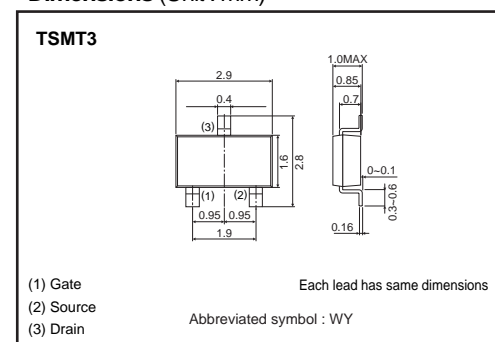 TSMT3
1.0MAX
2.9
0.85
0.4
0.7
(3)
1.6
2.8
0~0.1
(1)
(2)
0.95
0.95
0.3~0.6
1.9
0.16
(1) Gate
Each lead has same dimensions
(2) Source
Abbreviated symbol : WY
(3) Drain